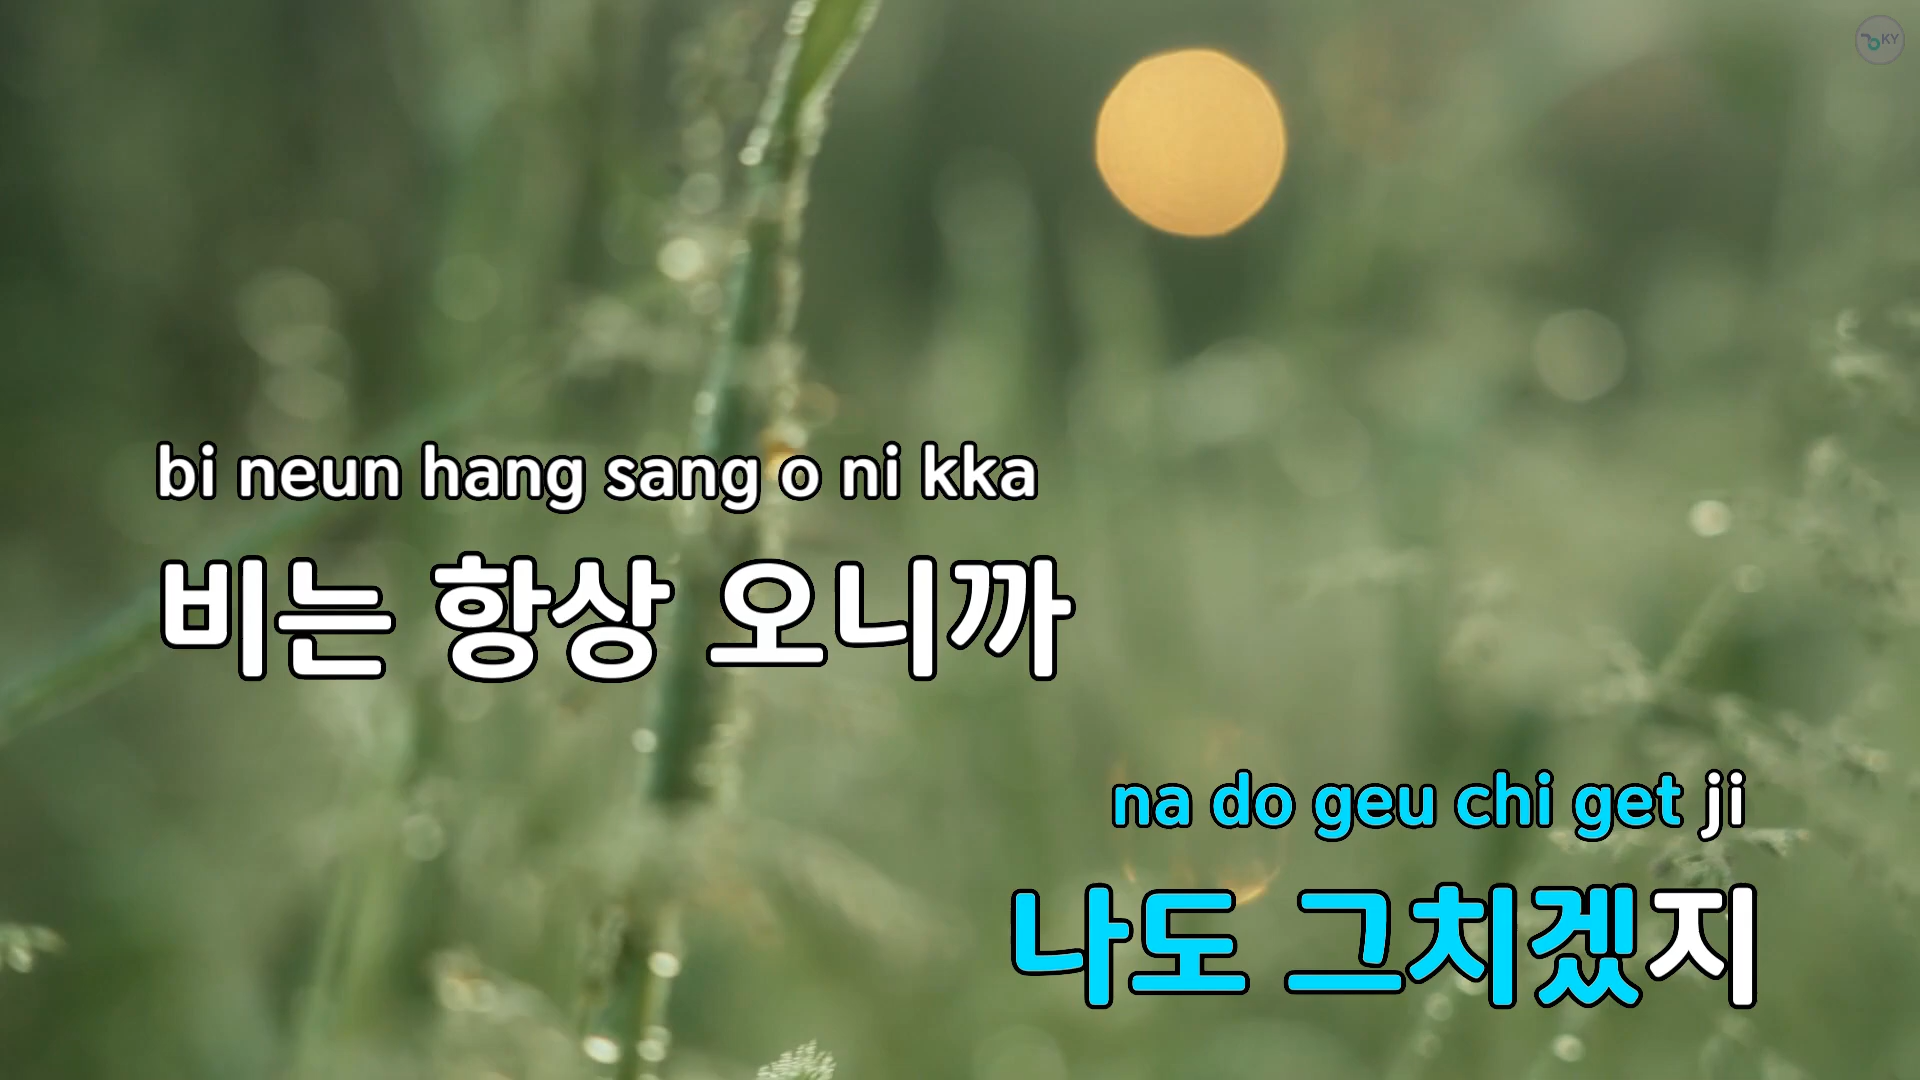 KY
bi neun hang sang o ni kka
비는 항상 오니까
na do geu chi get ji
나도 그치겠지